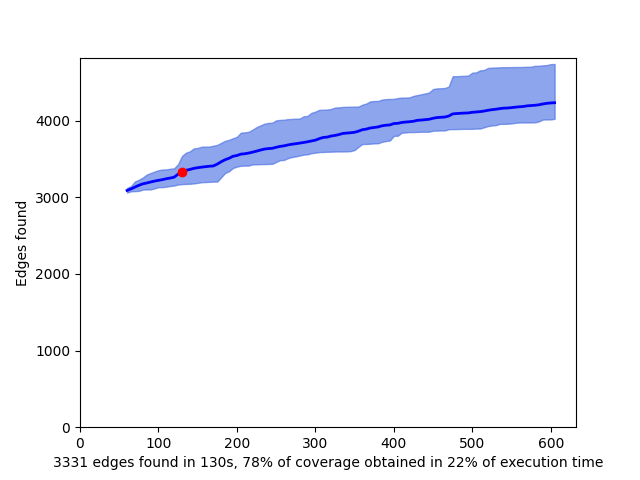 Edges found
4000
3000
2000
1000
0
0 100 200 300 400 500 600
3331 edges found in 130s, 78% of coverage obtained in 22% of execution time